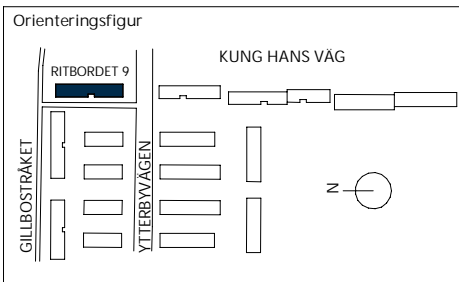 Orienteringsfigur
KUNG HANS VÄG
RITBORDET 9
GILLBOSTRÅKET
YTTERBYVÄGEN
N